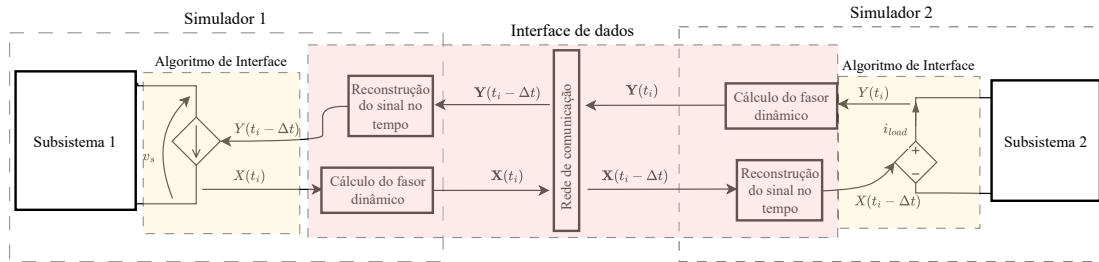 Simulador 1
Simulador 2
Interface de dados
Algoritmo de Interface
Algoritmo de Interface
Subsistema 1
v_s
Y(t_i − Δt)
X(t_i)
Reconstrução
do sinal no
tempo
Cálculo do fasor
dinâmico
Y(t_i − Δt)
X(t_i)
Rede de comunicação
Y(t_i)
X(t_i − Δt)
Cálculo do fasor
dinâmico
Reconstrução
do sinal no
tempo
Y(t_i)
i_{load}
+
−
X(t_i − Δt)
Subsistema 2